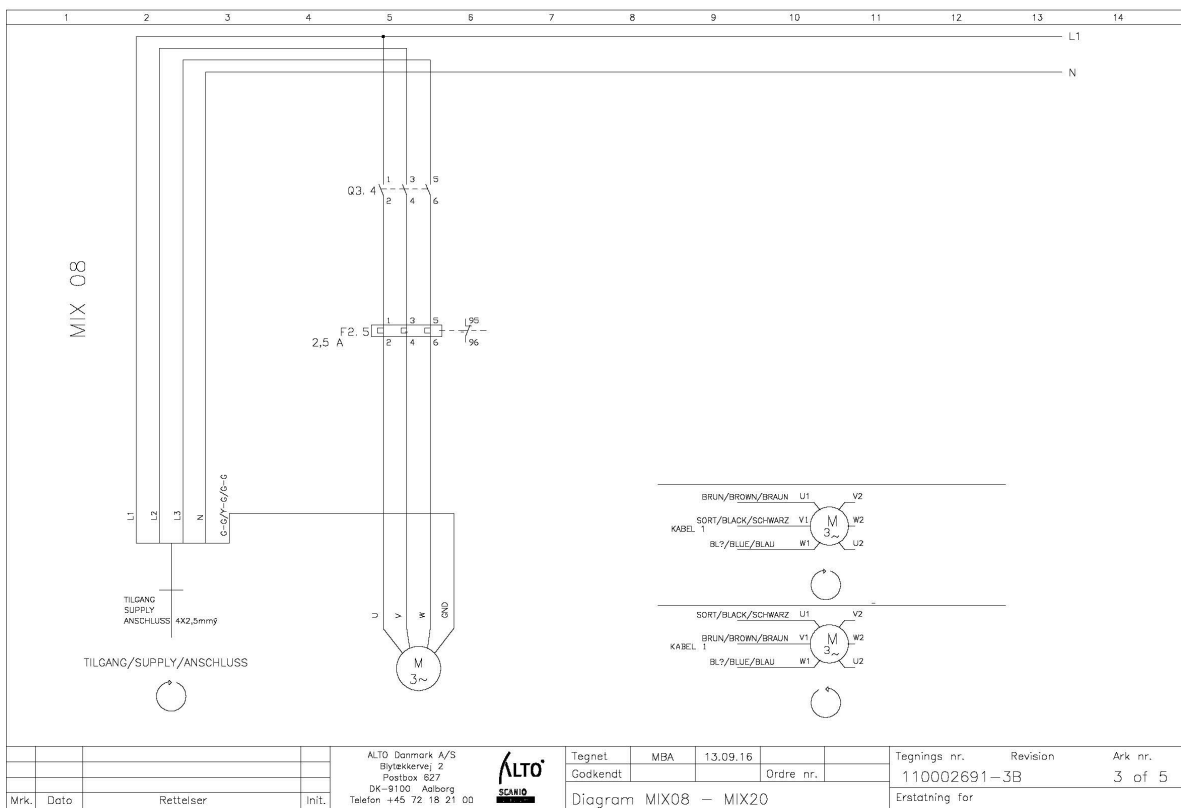 1 2 3 4 5 6 7 8 9 10 11 12 13 14
L1
N
Q3. 4
1 3 5
2 4 6
MIX 08
F2. 5
2,5 A
1 3 5
2 4 6
95
96
L1
L2
L3
N
G-G/Y-G/G-G
TILGANG
SUPPLY
ANSCHLUSS 4X2,5mmÿ
TILGANG/SUPPLY/ANSCHLUSS
U
V
W
GND
M
3~
BRUN/BROWN/BRAUN U1 V2
SORT/BLACK/SCHWARZ V1 W2
KABEL 1
BL?/BLUE/BLAU W1 U2
M
3~
SORT/BLACK/SCHWARZ U1 V2
BRUN/BROWN/BRAUN V1 W2
KABEL 1
BL?/BLUE/BLAU W1 U2
M
3~
Mrk. Dato Rettelser Init.
ALTO Danmark A/S
Blytækkervej 2
Postbox 627
DK-9100 Aalborg
Telefon +45 72 18 21 00
ALTO
SCANIO
Tegnet MBA 13.09.16
Godkendt Ordre nr.
Diagram MIX08 - MIX20
Tegnings nr. Revision Ark nr.
110002691-3B 3 of 5
Erstatning for